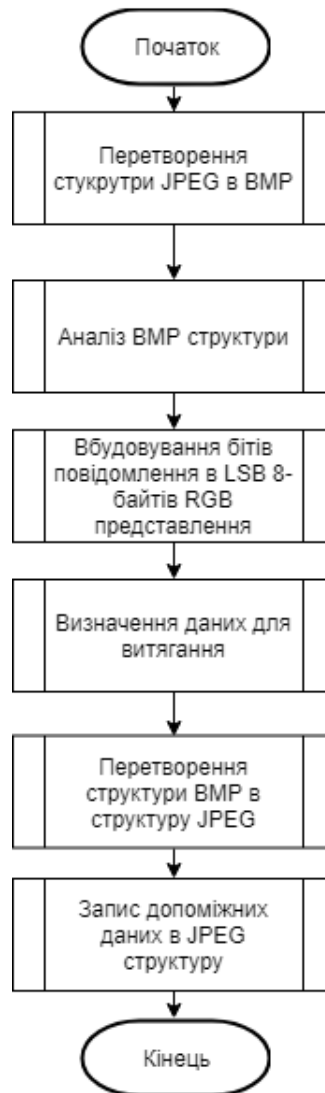 Початок
Перетворення
стукрутри JPEG в BMP
Аналіз BMP структури
Вбудовування бітів
повідомлення в LSB 8-
байтів RGB
представлення
Визначення даних для
витягання
Перетворення
структури BMP в
структуру JPEG
Запис допоміжних
даних в JPEG
структуру
Кінець